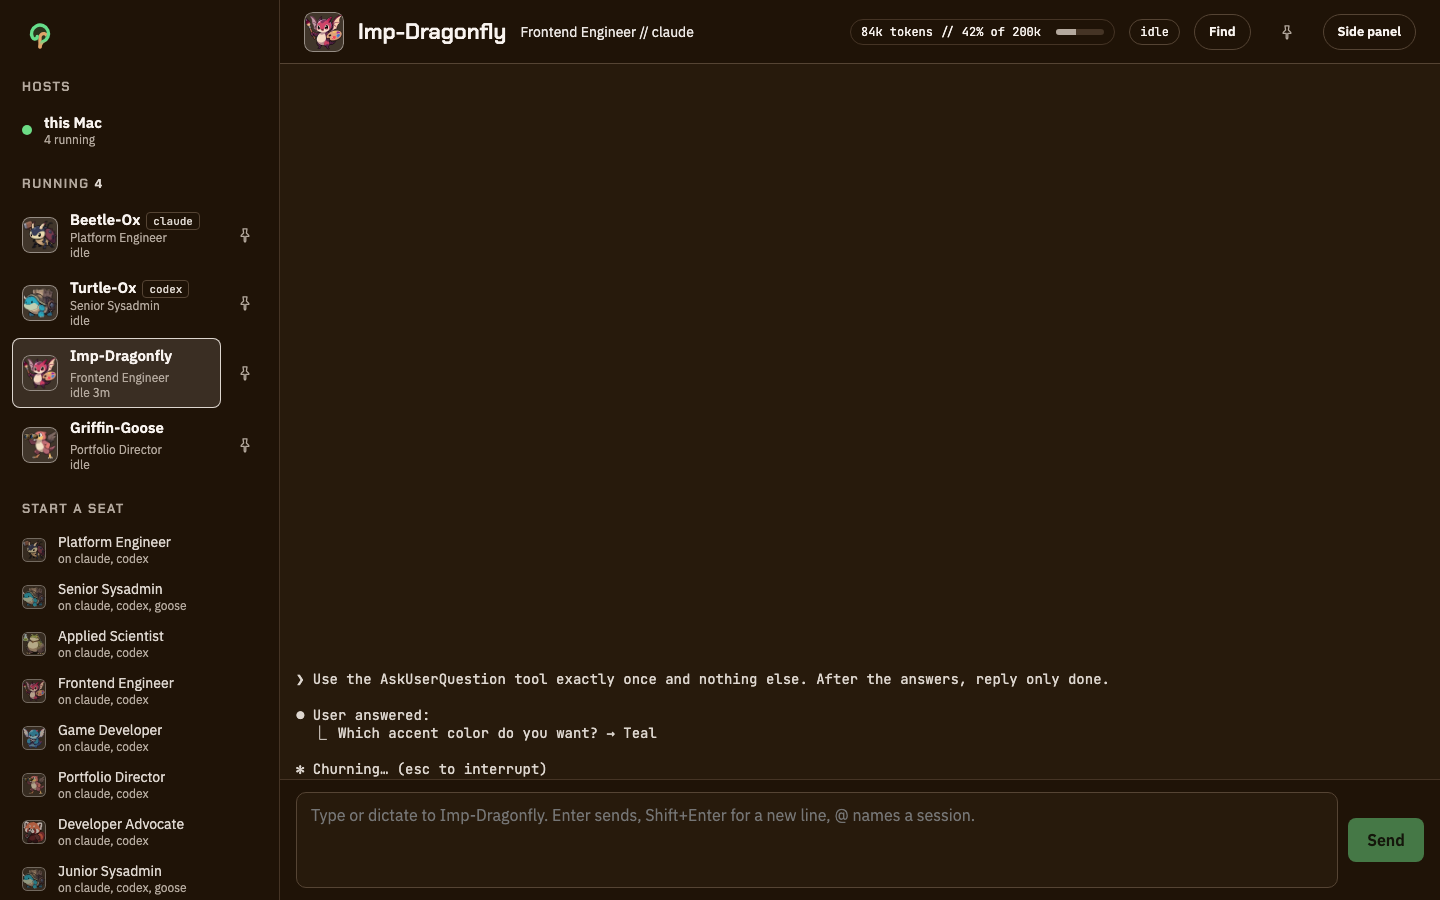 HOSTS
this Mac
4 running
RUNNING 4
Beetle-Ox claude
Platform Engineer
idle
Turtle-Ox codex
Senior Sysadmin
idle
Imp-Dragonfly
Frontend Engineer
idle 3m
Griffin-Goose
Portfolio Director
idle
START A SEAT
Platform Engineer
on claude, codex
Senior Sysadmin
on claude, codex, goose
Applied Scientist
on claude, codex
Frontend Engineer
on claude, codex
Game Developer
on claude, codex
Portfolio Director
on claude, codex
Developer Advocate
on claude, codex
Junior Sysadmin
on claude, codex, goose
Imp-Dragonfly Frontend Engineer // claude 84k tokens // 42% of 200k idle Find Side panel
❯ Use the AskUserQuestion tool exactly once and nothing else. After the answers, reply only done.
● User answered:
⎿ Which accent color do you want? → Teal
✻ Churning… (esc to interrupt)
Type or dictate to Imp-Dragonfly. Enter sends, Shift+Enter for a new line, @ names a session.
Send